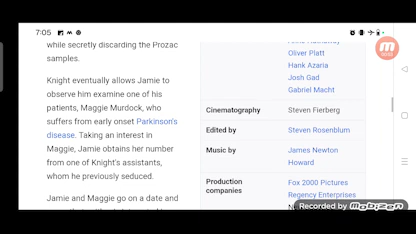 7:05
while secretly discarding the Prozac
samples.
Knight eventually allows Jamie to
observe him examine one of his
patients, Maggie Murdock, who
suffers from early onset Parkinson's
disease. Taking an interest in
Maggie, Jamie obtains her number
from one of Knight's assistants,
whom he previously seduced.
Jamie and Maggie go on a date and
Oliver Platt
Hank Azaria
Josh Gad
Gabriel Macht
Cinematography Steven Fierberg
Edited by Steven Rosenblum
Music by James Newton
Howard
Production Fox 2000 Pictures
companies Regency Enterprises
Recorded by Mobizen